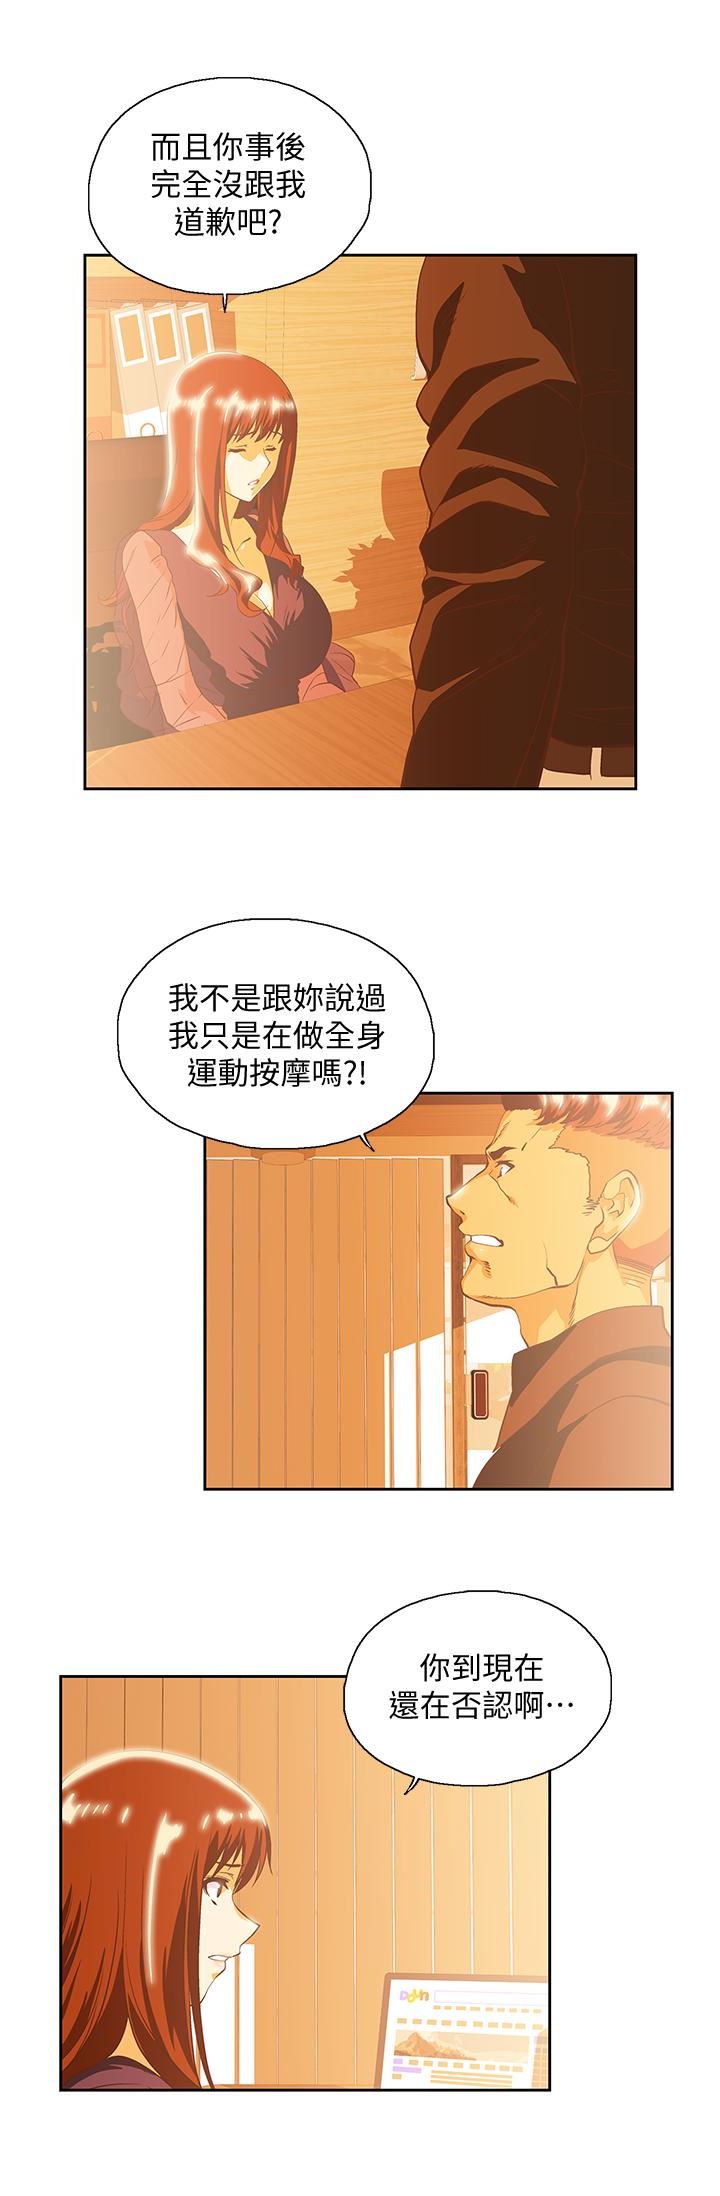 而且你事後
完全沒跟我
道歉吧?
我不是跟妳說過
我只是在做全身
運動按摩嗎?!
你到現在
還在否認啊…